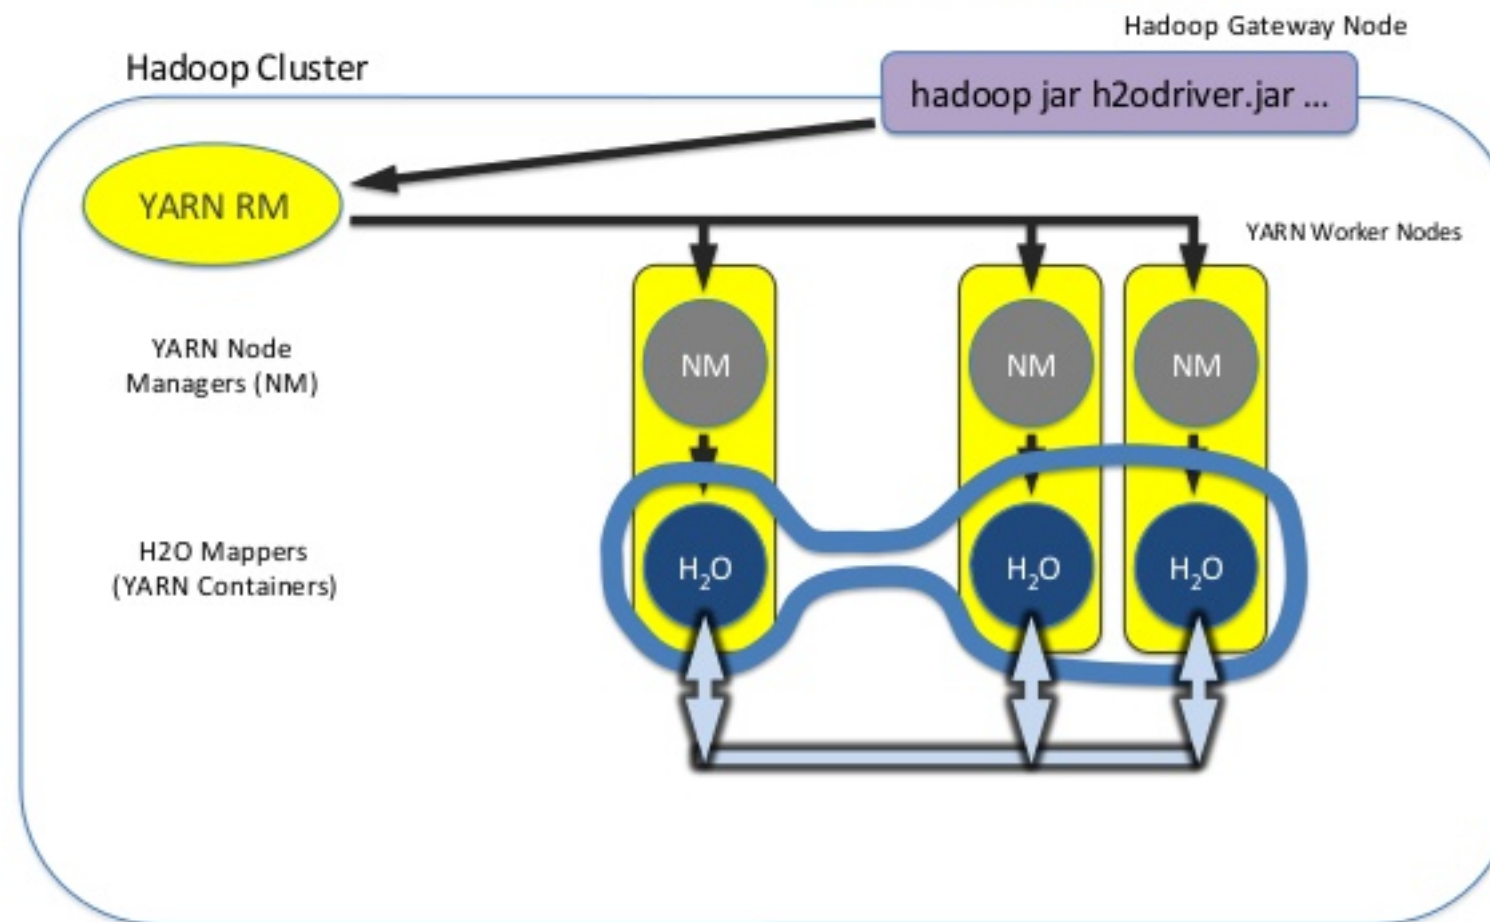 Hadoop Gateway Node
Hadoop Cluster
hadoop jar h2odriver.jar ...
YARN RM
YARN Worker Nodes
YARN Node
Managers (NM)
NM
NM
NM
H2O Mappers
(YARN Containers)
H₂O
H₂O
H₂O